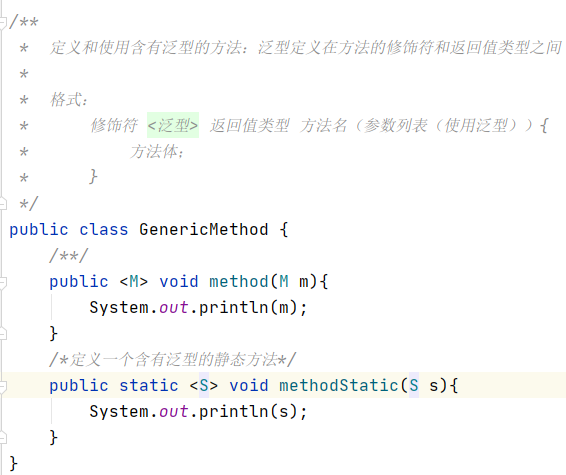 /**
 *  定义和使用含有泛型的方法：泛型定义在方法的修饰符和返回值类型之间
 *
 *  格式：
 *      修饰符 <泛型> 返回值类型 方法名（参数列表（使用泛型））{
 *          方法体；
 *      }
 */
public class GenericMethod {
    /**/
    public <M> void method(M m){
        System.out.println(m);
    }
    /*定义一个含有泛型的静态方法*/
    public static <S> void methodStatic(S s){
        System.out.println(s);
    }
}